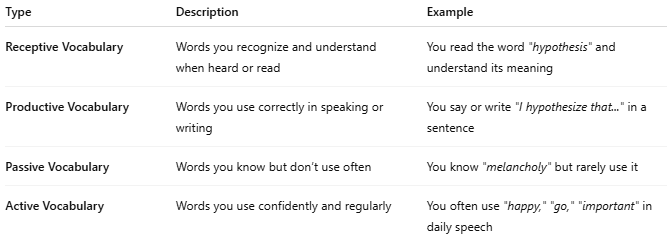 Type Description Example
Receptive Vocabulary Words you recognize and understand You read the word "hypothesis" and
when heard or read understand its meaning
Productive Vocabulary Words you use correctly in speaking or You say or write "I hypothesize that..." in a
writing sentence
Passive Vocabulary Words you know but don't use often You know "melancholy" but rarely use it
Active Vocabulary Words you use confidently and regularly You often use "happy," "go," "important" in
daily speech